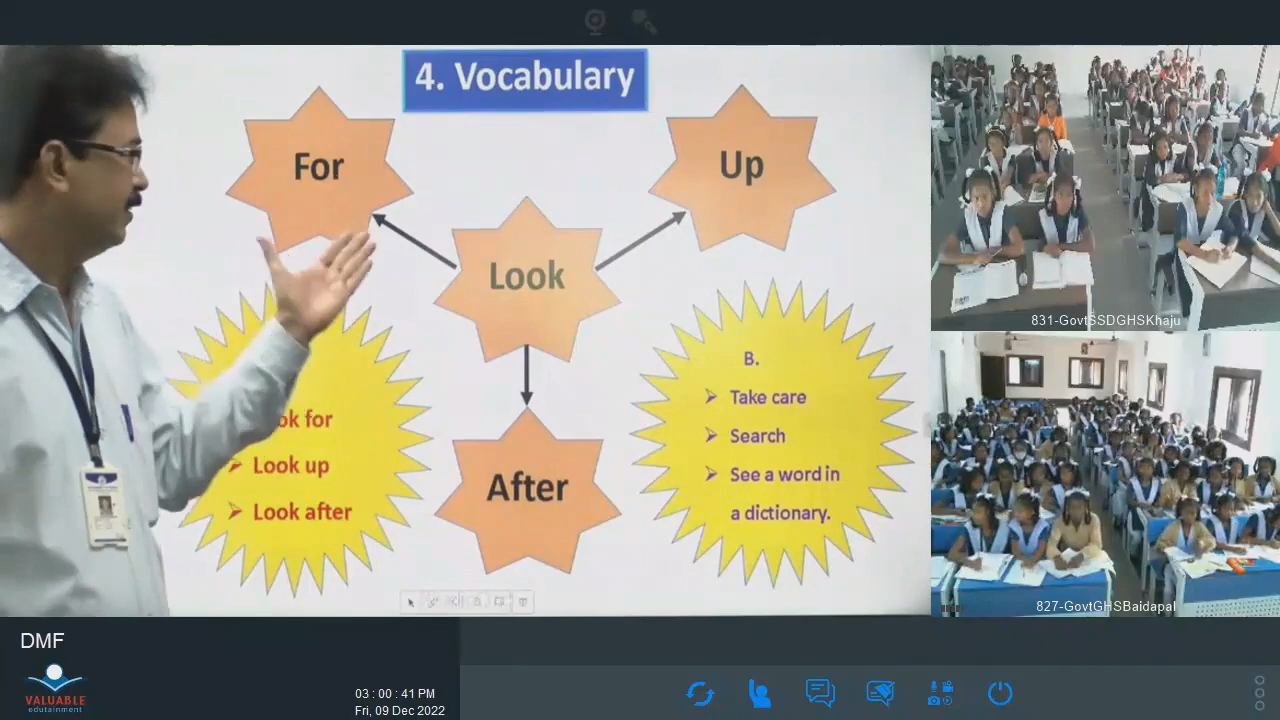 4. Vocabulary
For
Up
Look
After
ok for
Look up
Look after
B.
Take care
Search
See a word in
a dictionary.
831-GovtSSDGHSKhaju
827-GovtGHSBaidapal
DMF
VALUABLE
edutainment
03 : 00 : 41 PM
Fri, 09 Dec 2022